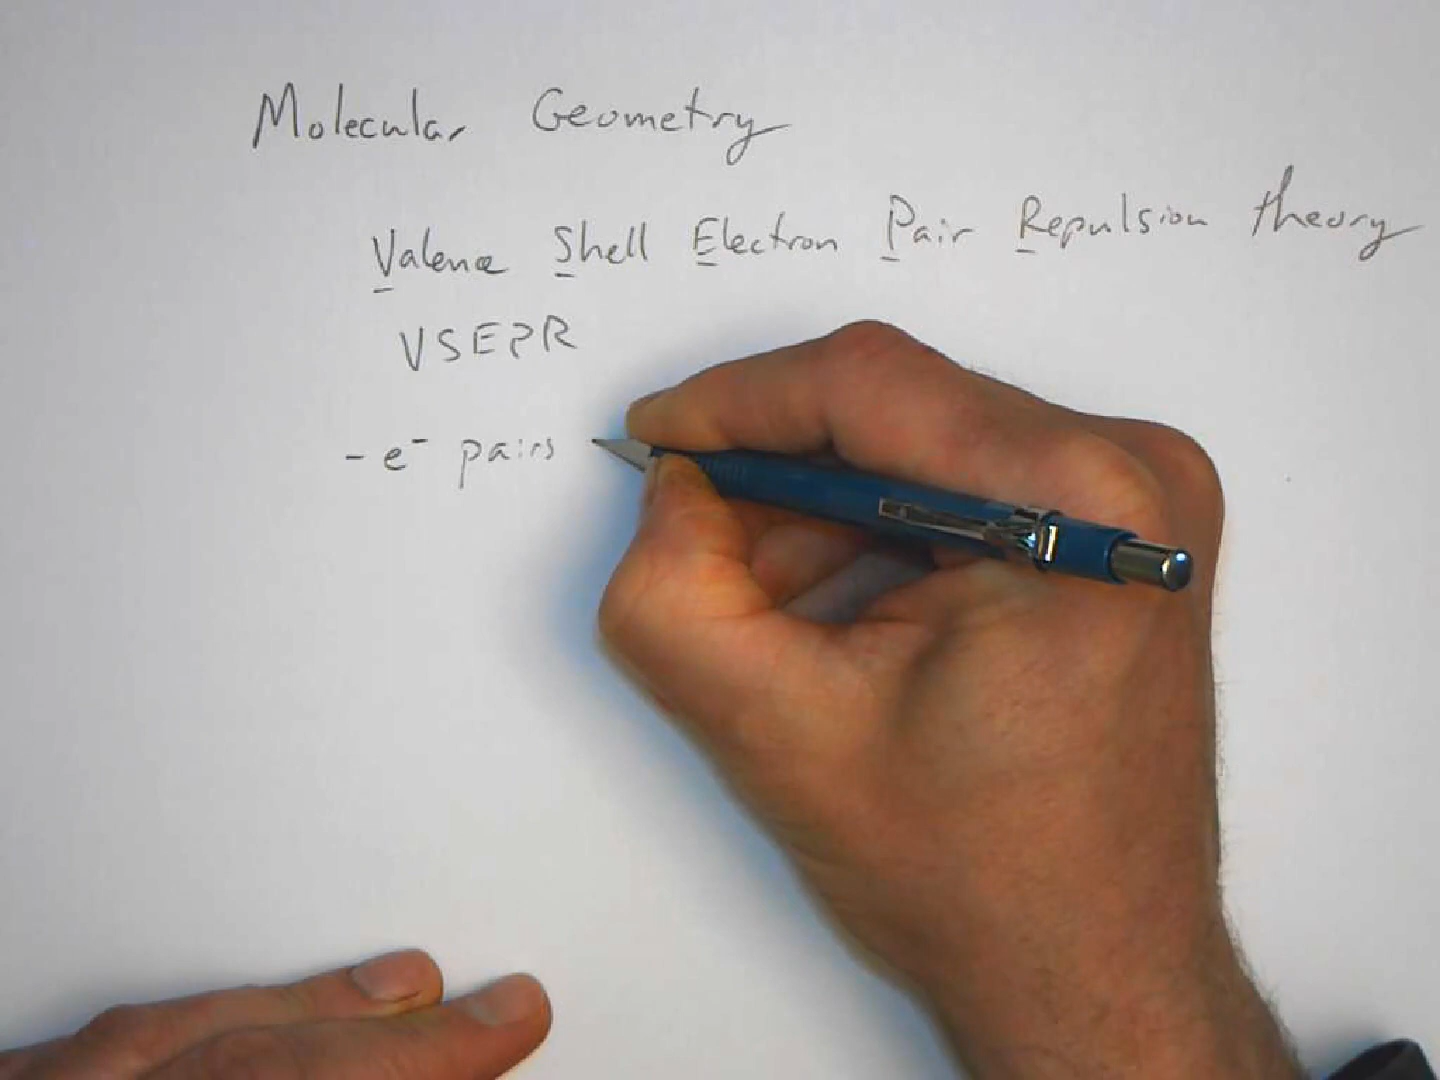 Molecular Geometry
Valence Shell Electron Pair Repulsion theory
VSEPR
- e⁻ pairs